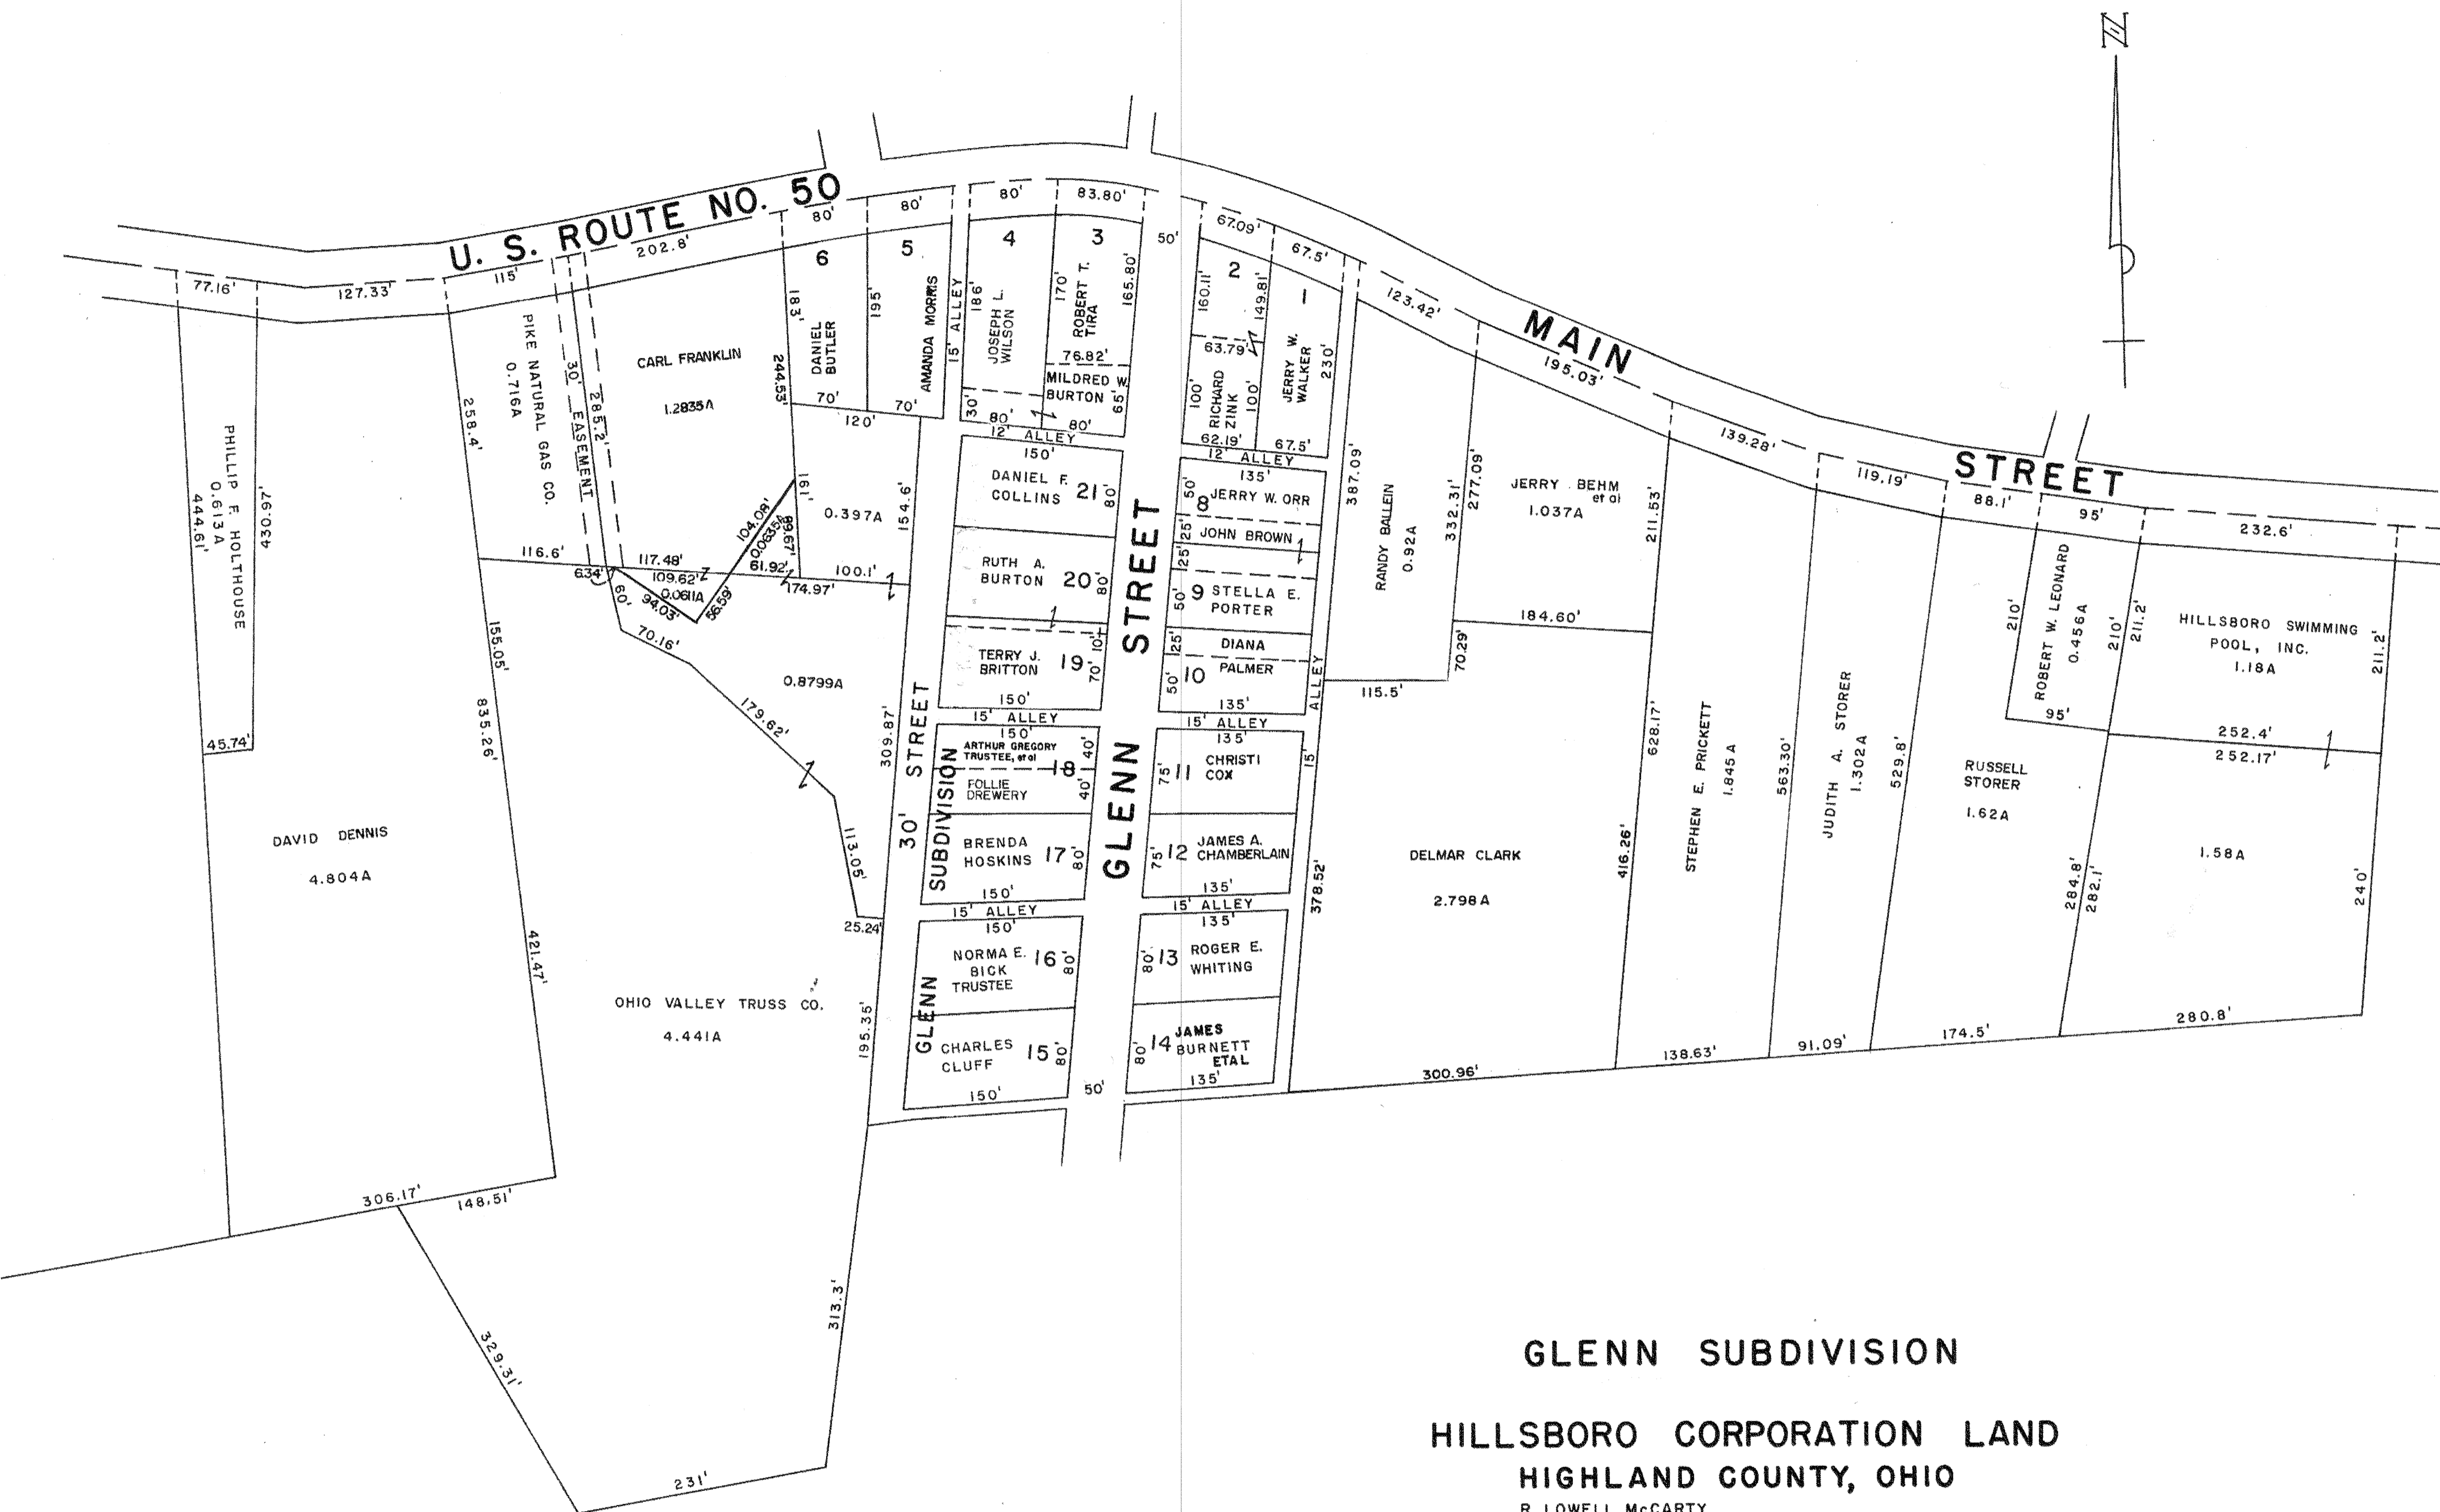 N
U. S. ROUTE NO. 50
MAIN
STREET
77.16'
127.33'
115'
202.8'
80'
80'
80'
83.80'
50'
67.09'
67.5'
123.42'
195.03'
139.28'
119.19'
88.1'
95'
232.6'
PHILLIP F. HOLTHOUSE
0.613 A
444.61'
430.97'
45.74'
DAVID DENNIS
4.804A
835.26'
306.17'
148.51'
258.4'
155.05'
421.47'
PIKE NATURAL GAS CO.
0.716A
30' EASEMENT
285.2'
116.6'
CARL FRANKLIN
1.2835A
244.53'
117.48'
6.34'
109.62'
0.0611A
94.03'
56.59'
104.08'
0.0635A
89.67'
61.92'
174.97'
60'
70.16'
179.62'
113.05'
25.24'
0.8799A
OHIO VALLEY TRUSS CO.
4.441A
309.87'
195.35'
313.3'
329.31'
231'
6
183'
DANIEL
BUTLER
70'
5
195'
AMANDA MORRIS
70'
120'
161'
0.397A
154.6'
100.1'
15' ALLEY
4
186'
JOSEPH L.
WILSON
30'
80'
3
170'
ROBERT T.
TIRA
165.80'
76.82'
MILDRED W.
BURTON
65'
80'
12' ALLEY
2
160.11'
149.81'
63.79'
100'
RICHARD
ZINK
100'
62.19'
1
JERRY W.
WALKER
230'
67.5'
12' ALLEY
30' STREET
GLENN SUBDIVISION
GLENN STREET
150'
DANIEL F.
COLLINS
21
80'
RUTH A.
BURTON
20
80'
10'
TERRY J.
BRITTON
19
70'
150'
15' ALLEY
150'
ARTHUR GREGORY
TRUSTEE, et al
18
40'
FOLLIE
DREWERY
40'
BRENDA
HOSKINS
17
80'
150'
15' ALLEY
150'
NORMA E.
BICK
TRUSTEE
16
80'
CHARLES
CLUFF
15
80'
150'
50'
135'
50'
8
JERRY W. ORR
25'
JOHN BROWN
25'
50'
9
STELLA E.
PORTER
25'
DIANA
PALMER
50'
10
135'
15' ALLEY
135'
75'
11
CHRISTI
COX
75'
12
JAMES A.
CHAMBERLAIN
135'
15' ALLEY
135'
80'
13
ROGER E.
WHITING
80'
14
JAMES
BURNETT
ETAL
135'
ALLEY
15'
378.52'
387.09'
RANDY BALLEIN
0.92A
332.31'
277.09'
115.5'
70.29'
JERRY BEHM
et al
1.037A
211.53'
184.60'
DELMAR CLARK
2.798A
628.17'
416.26'
300.96'
STEPHEN E. PRICKETT
1.845A
563.30'
138.63'
JUDITH A. STORER
1.302A
529.8'
91.09'
RUSSELL
STORER
1.62A
284.8'
174.5'
210'
ROBERT W. LEONARD
0.456A
210'
95'
211.2'
HILLSBORO SWIMMING
POOL, INC.
1.18A
211.2'
252.4'
252.17'
1.58A
282.1'
240'
280.8'
GLENN SUBDIVISION
HILLSBORO CORPORATION LAND
HIGHLAND COUNTY, OHIO
R. LOWELL McCARTY